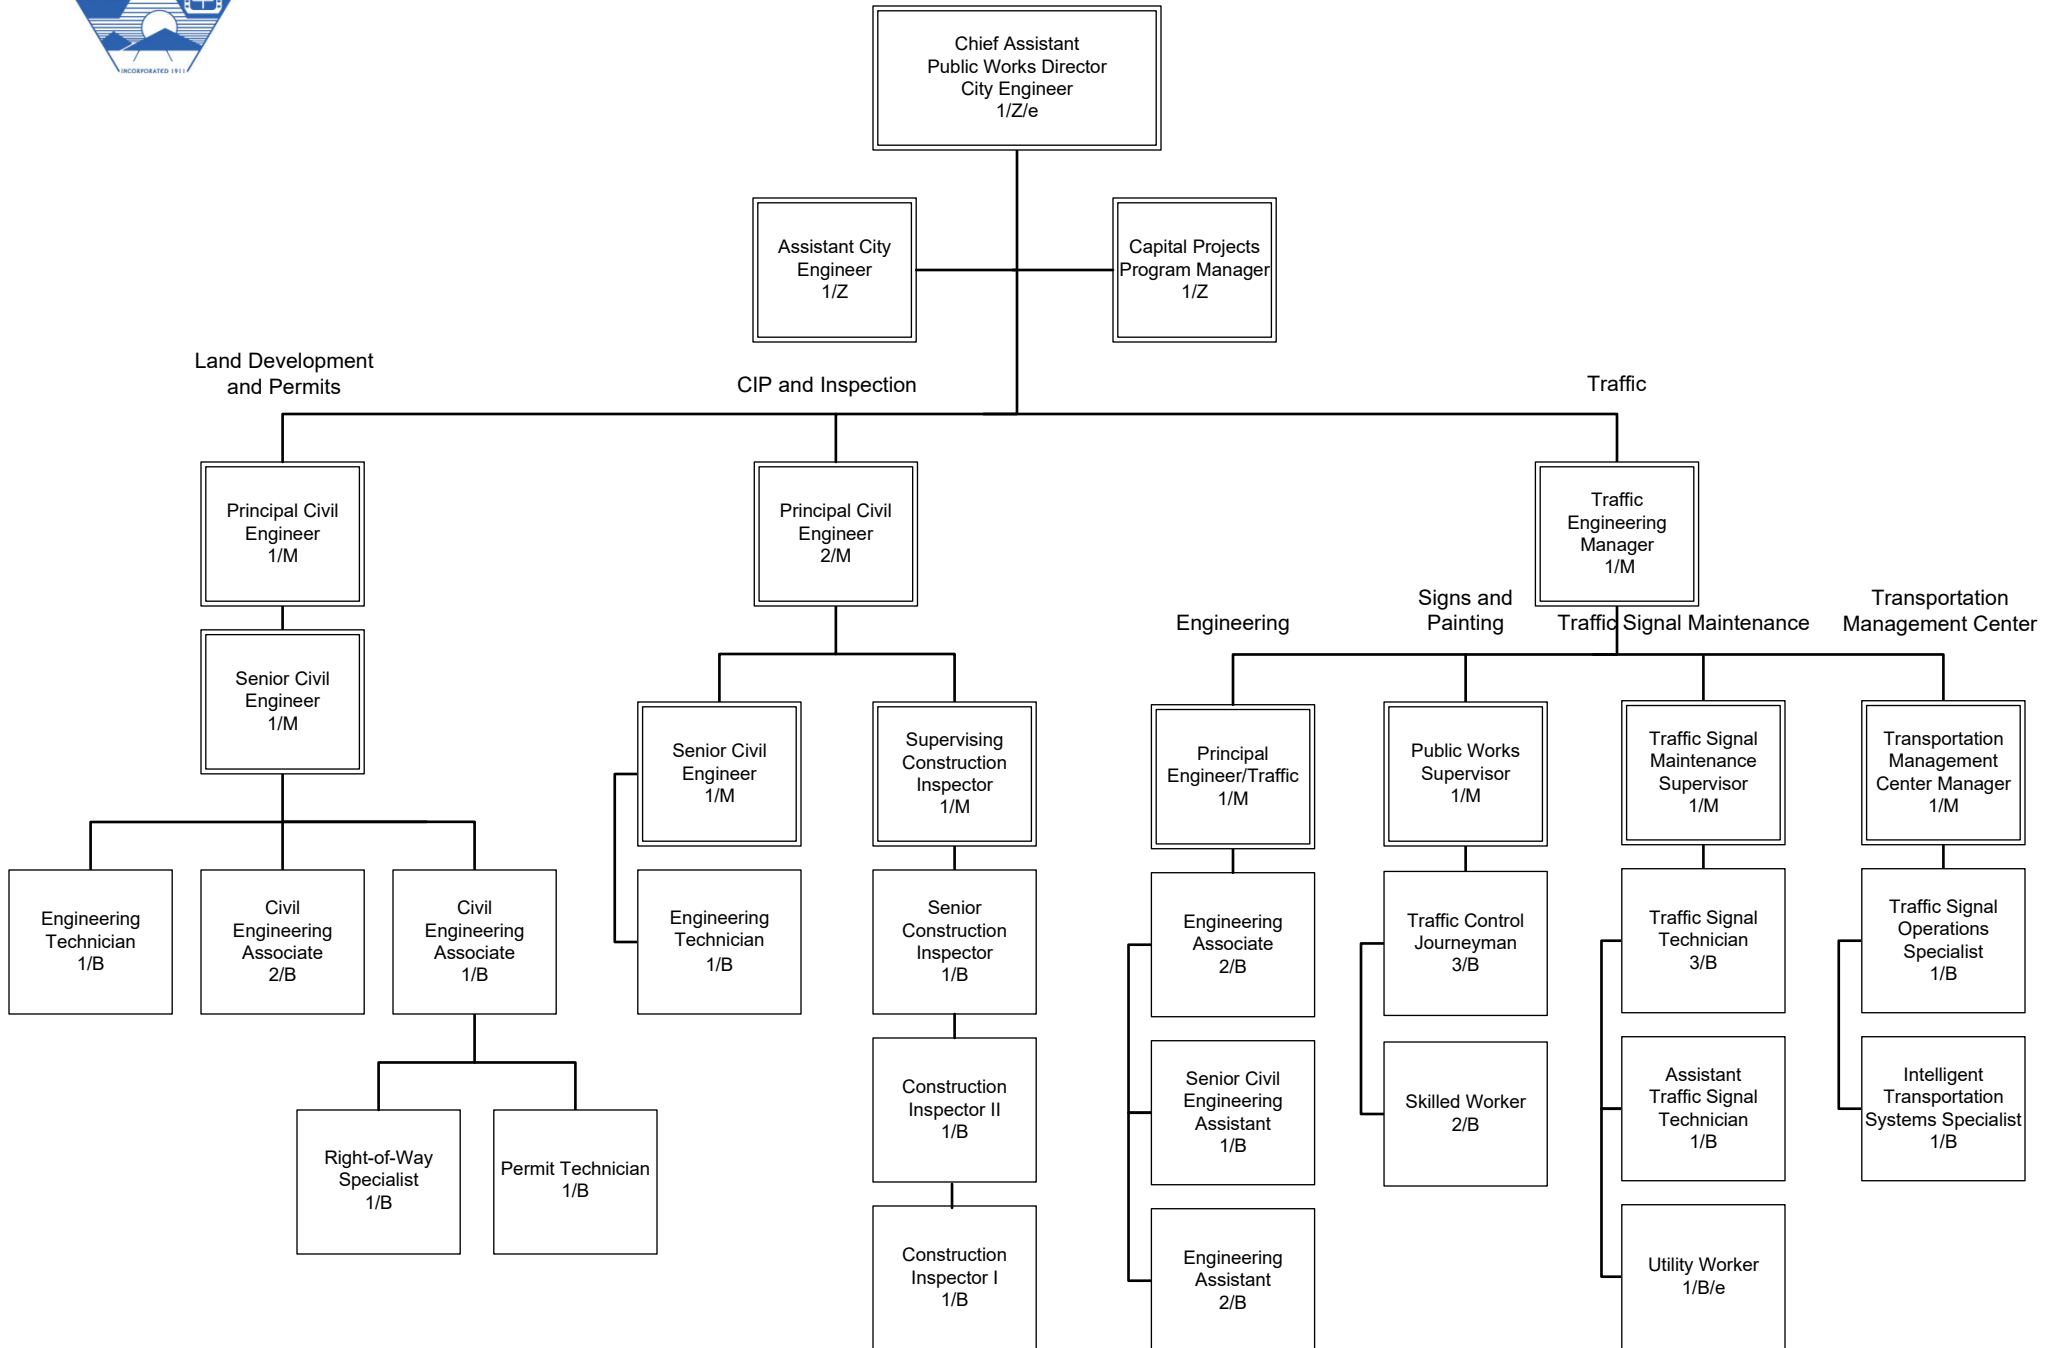 INCORPORATED 1911
Chief Assistant
Public Works Director
City Engineer
1/Z/e
Assistant City
Engineer
1/Z
Capital Projects
Program Manager
1/Z
Land Development
and Permits
CIP and Inspection
Traffic
Principal Civil
Engineer
1/M
Principal Civil
Engineer
2/M
Traffic
Engineering
Manager
1/M
Senior Civil
Engineer
1/M
Engineering
Signs and
Painting
Traffic Signal Maintenance
Transportation
Management Center
Senior Civil
Engineer
1/M
Supervising
Construction
Inspector
1/M
Principal
Engineer/Traffic
1/M
Public Works
Supervisor
1/M
Traffic Signal
Maintenance
Supervisor
1/M
Transportation
Management
Center Manager
1/M
Engineering
Technician
1/B
Civil
Engineering
Associate
2/B
Civil
Engineering
Associate
1/B
Engineering
Technician
1/B
Senior
Construction
Inspector
1/B
Engineering
Associate
2/B
Traffic Control
Journeyman
3/B
Traffic Signal
Technician
3/B
Traffic Signal
Operations
Specialist
1/B
Right-of-Way
Specialist
1/B
Permit Technician
1/B
Construction
Inspector II
1/B
Senior Civil
Engineering
Assistant
1/B
Skilled Worker
2/B
Assistant
Traffic Signal
Technician
1/B
Intelligent
Transportation
Systems Specialist
1/B
Construction
Inspector I
1/B
Engineering
Assistant
2/B
Utility Worker
1/B/e